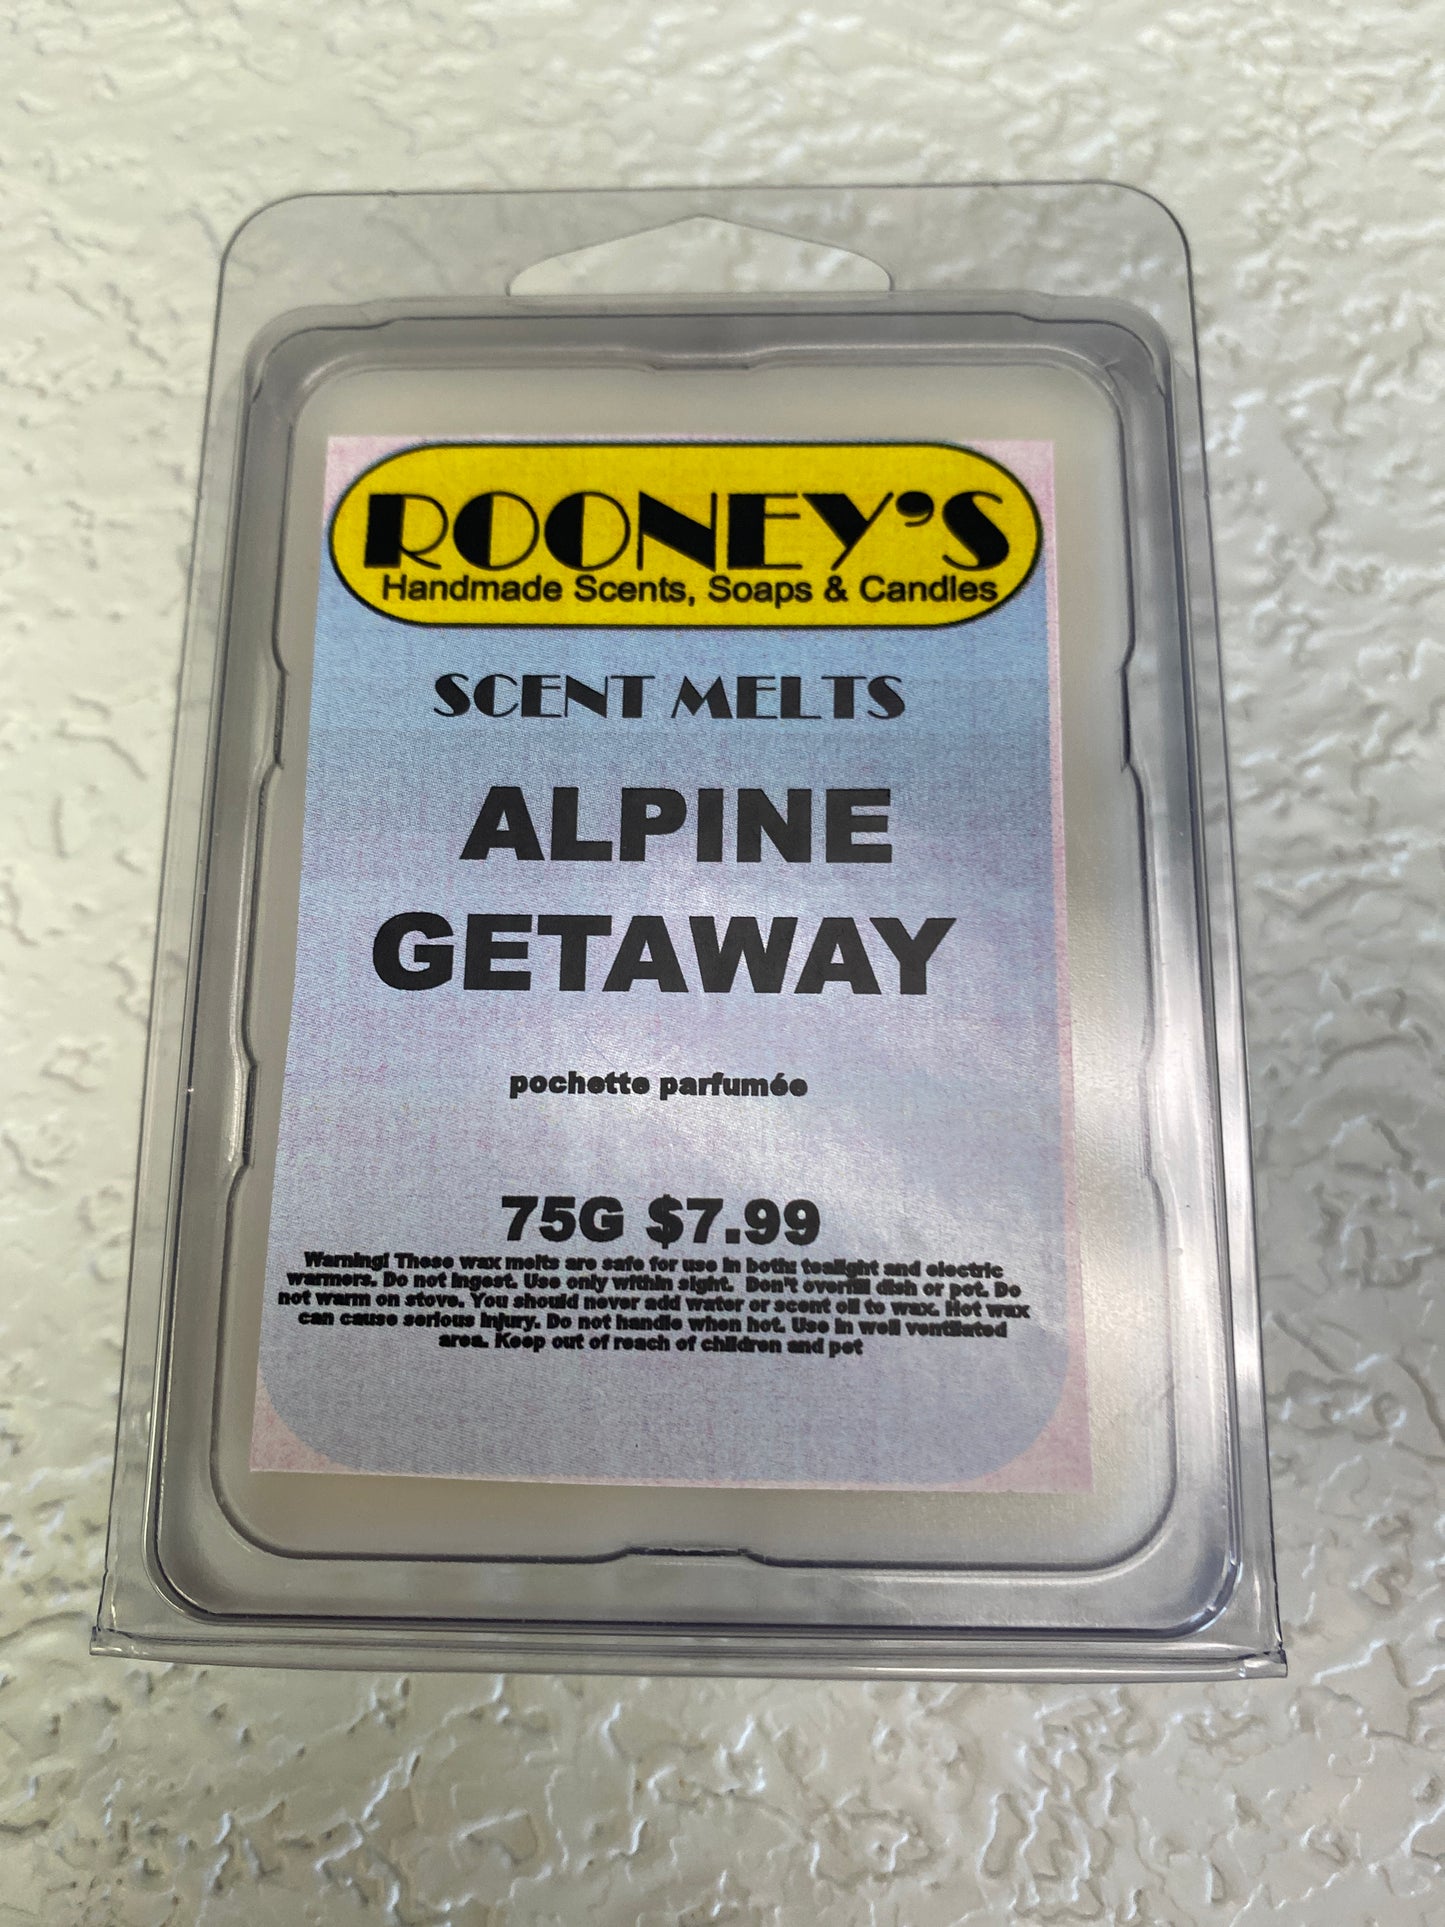 ROONEY'S
Handmade Scents, Soaps & Candles
SCENT MELTS
ALPINE
GETAWAY
pochette parfumée
75G $7.99
Warning! These wax melts are safe for use in both: tealight and electric
warmers. Do not ingest. Use only within sight. Don't overfill dish or pot. Do
not warm on stove. You should never add water or scent oil to wax. Hot wax
can cause serious injury. Do not handle when hot. Use in well ventilated
area. Keep out of reach of children and pet